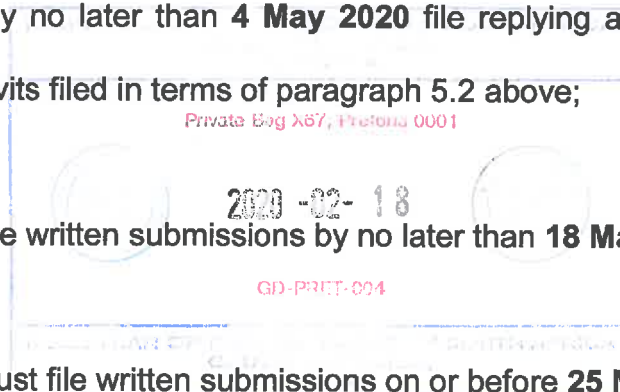 y no later than 4 May 2020 file replying a
vits filed in terms of paragraph 5.2 above;
Private Bag X67, Pretoria 0001
2020 -02- 18
e written submissions by no later than 18 Ma
GD-PRET-004
ust file written submissions on or before 25 M